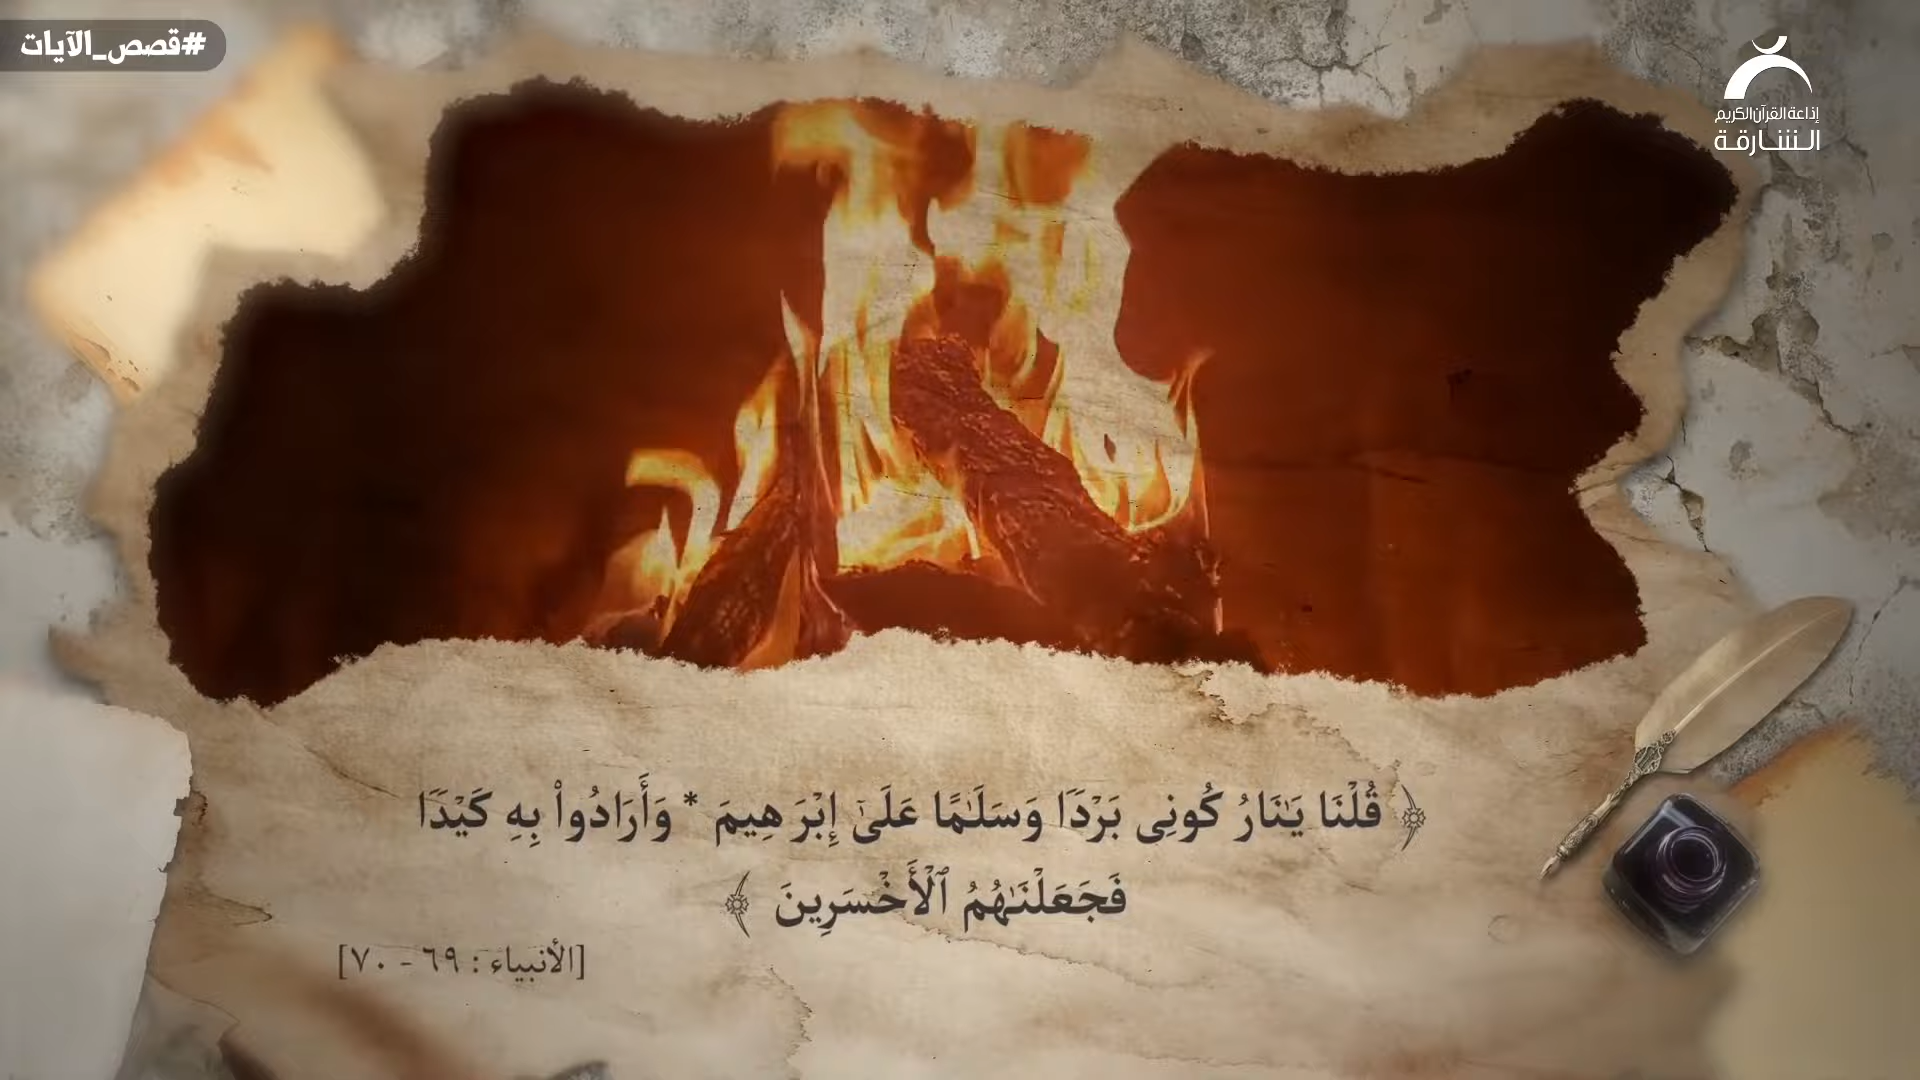 #قصص_الآيات
إذاعة القرآن الكريم
الشارقة
﴿ قُلْنَا يَـٰنَارُ كُونِى بَرْدًۭا وَسَلَـٰمًا عَلَىٰٓ إِبْرَٰهِيمَ * وَأَرَادُوا۟ بِهِۦ كَيْدًۭا
فَجَعَلْنَـٰهُمُ ٱلْأَخْسَرِينَ ﴾
[الأنبياء : ٦٩ - ٧٠]